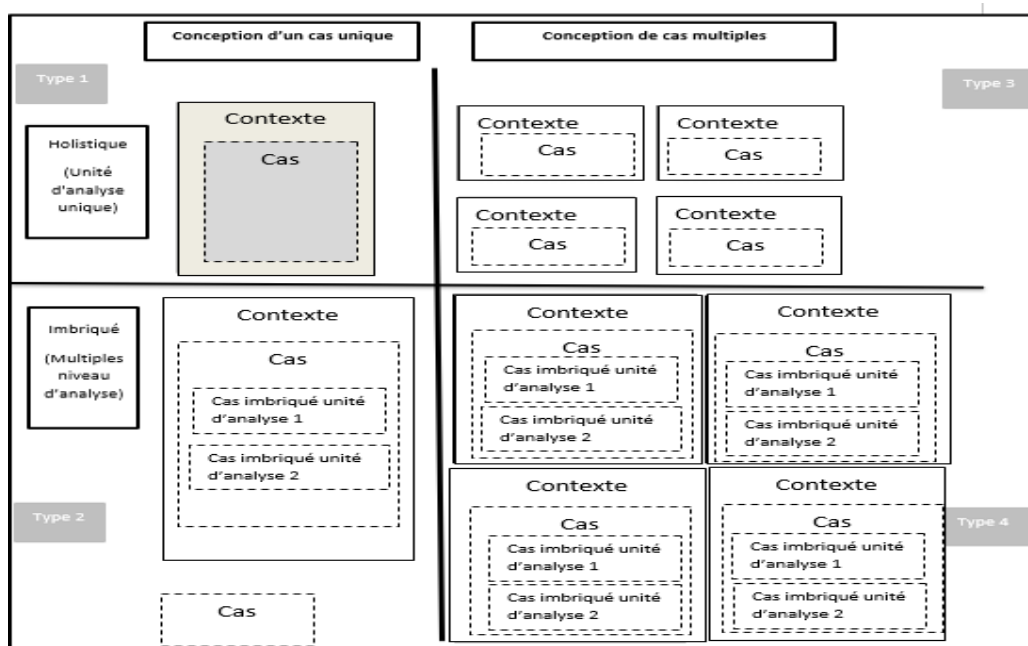 Conception d'un cas unique
Conception de cas multiples
Type 1
Type 3
Holistique
(Unité
d'analyse
unique)
Contexte
Cas
Contexte
Cas
Contexte
Cas
Contexte
Cas
Contexte
Cas
Imbriqué
(Multiples
niveau
d'analyse)
Type 2
Contexte
Cas
Cas imbriqué unité
d'analyse 1
Cas imbriqué unité
d'analyse 2
Cas
Contexte
Cas
Cas imbriqué unité
d'analyse 1
Cas imbriqué unité
d'analyse 2
Contexte
Cas
Cas imbriqué unité
d'analyse 1
Cas imbriqué unité
d'analyse 2
Contexte
Cas
Cas imbriqué unité
d'analyse 1
Cas imbriqué unité
d'analyse 2
Contexte
Cas
Cas imbriqué unité
d'analyse 1
Cas imbriqué unité
d'analyse 2
Type 4